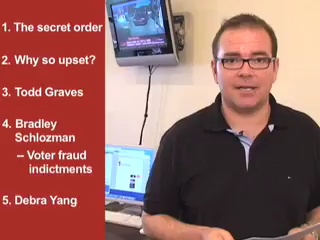 1. The secret order
2. Why so upset?
3. Todd Graves
4. Bradley
Schlozman
-- Voter fraud
indictments
5. Debra Yang